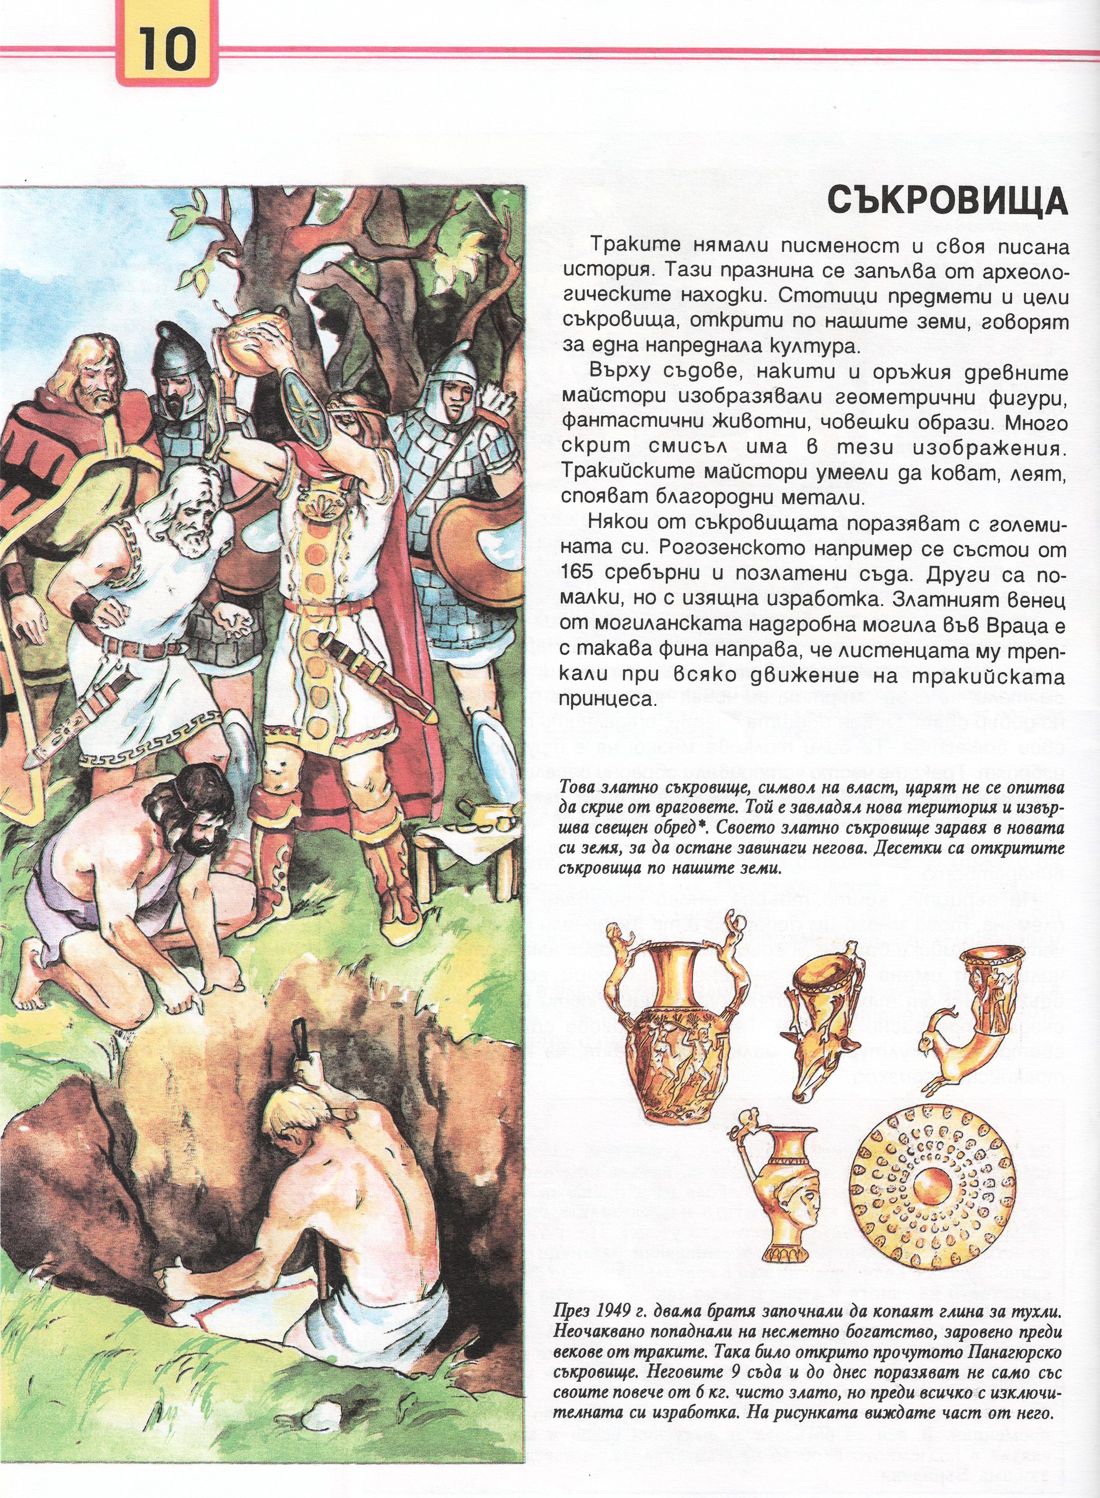 10
СЪКРОВИЩА
Траките нямали писменост и своя писана
история. Тази празнина се запълва от археоло-
гическите находки. Стотици предмети и цели
съкровища, открити по нашите земи, говорят
за една напреднала култура.
Върху съдове, накити и оръжия древните
майстори изобразявали геометрични фигури,
фантастични животни, човешки образи. Много
скрит смисъл има в тези изображения.
Тракийските майстори умеели да коват, леят,
спояват благородни метали.
Някои от съкровищата поразяват с големи-
ната си. Рогозенското например се състои от
165 сребърни и позлатени съда. Други са по-
малки, но с изящна изработка. Златният венец
от могиланската надгробна могила във Враца е
с такава фина направа, че листенцата му треп-
кали при всяко движение на тракийската
принцеса.
Това златно съкровище, символ на власт, царят не се опитва
да скрие от враговете. Той е завладял нова територия и извър-
шва свещен обред*. Своето златно съкровище заравя в новата
си земя, за да остане завинаги негова. Десетки са откритите
съкровища по нашите земи.
През 1949 г. двама братя започнали да копаят глина за тухли.
Неочаквано попаднали на несметно богатство, заровено преди
векове от траките. Така било открито прочутото Панагюрско
съкровище. Неговите 9 съда и до днес поразяват не само със
своите повече от 6 кг. чисто злато, но преди всичко с изключи-
телната си изработка. На рисунката виждате част от него.